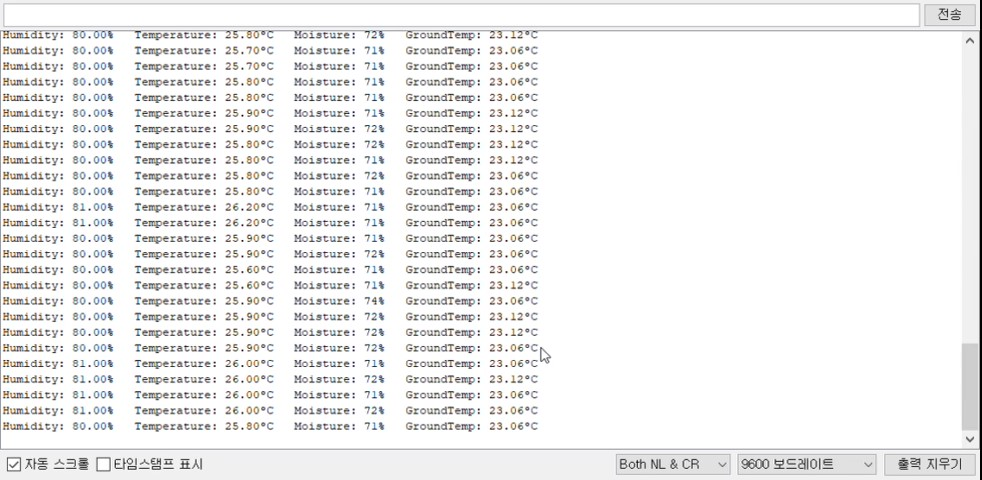 전송
Humidity: 80.00% Temperature: 25.80°C Moisture: 72% GroundTemp: 23.12°C
Humidity: 80.00% Temperature: 25.70°C Moisture: 71% GroundTemp: 23.06°C
Humidity: 80.00% Temperature: 25.70°C Moisture: 71% GroundTemp: 23.06°C
Humidity: 80.00% Temperature: 25.80°C Moisture: 71% GroundTemp: 23.06°C
Humidity: 80.00% Temperature: 25.80°C Moisture: 71% GroundTemp: 23.06°C
Humidity: 80.00% Temperature: 25.90°C Moisture: 71% GroundTemp: 23.12°C
Humidity: 80.00% Temperature: 25.90°C Moisture: 72% GroundTemp: 23.12°C
Humidity: 80.00% Temperature: 25.80°C Moisture: 72% GroundTemp: 23.12°C
Humidity: 80.00% Temperature: 25.80°C Moisture: 71% GroundTemp: 23.12°C
Humidity: 80.00% Temperature: 25.80°C Moisture: 72% GroundTemp: 23.06°C
Humidity: 80.00% Temperature: 25.80°C Moisture: 71% GroundTemp: 23.06°C
Humidity: 81.00% Temperature: 26.20°C Moisture: 71% GroundTemp: 23.06°C
Humidity: 81.00% Temperature: 26.20°C Moisture: 71% GroundTemp: 23.06°C
Humidity: 80.00% Temperature: 25.90°C Moisture: 71% GroundTemp: 23.06°C
Humidity: 80.00% Temperature: 25.90°C Moisture: 72% GroundTemp: 23.06°C
Humidity: 80.00% Temperature: 25.60°C Moisture: 71% GroundTemp: 23.06°C
Humidity: 80.00% Temperature: 25.60°C Moisture: 71% GroundTemp: 23.12°C
Humidity: 80.00% Temperature: 25.90°C Moisture: 74% GroundTemp: 23.06°C
Humidity: 80.00% Temperature: 25.90°C Moisture: 72% GroundTemp: 23.12°C
Humidity: 80.00% Temperature: 25.90°C Moisture: 72% GroundTemp: 23.12°C
Humidity: 80.00% Temperature: 25.90°C Moisture: 72% GroundTemp: 23.06°C
Humidity: 81.00% Temperature: 26.00°C Moisture: 71% GroundTemp: 23.06°C
Humidity: 81.00% Temperature: 26.00°C Moisture: 72% GroundTemp: 23.12°C
Humidity: 81.00% Temperature: 26.00°C Moisture: 71% GroundTemp: 23.06°C
Humidity: 81.00% Temperature: 26.00°C Moisture: 72% GroundTemp: 23.06°C
Humidity: 80.00% Temperature: 25.80°C Moisture: 71% GroundTemp: 23.06°C
자동 스크롤 타임스탬프 표시 Both NL & CR 9600 보드레이트 출력 지우기